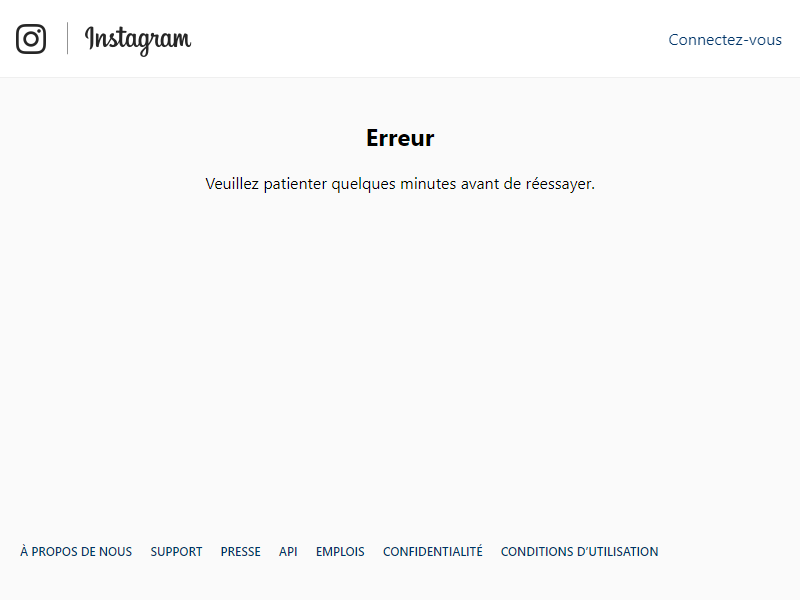 Instagram
Connectez-vous
Erreur
Veuillez patienter quelques minutes avant de réessayer.
À PROPOS DE NOUS SUPPORT PRESSE API EMPLOIS CONFIDENTIALITÉ CONDITIONS D'UTILISATION